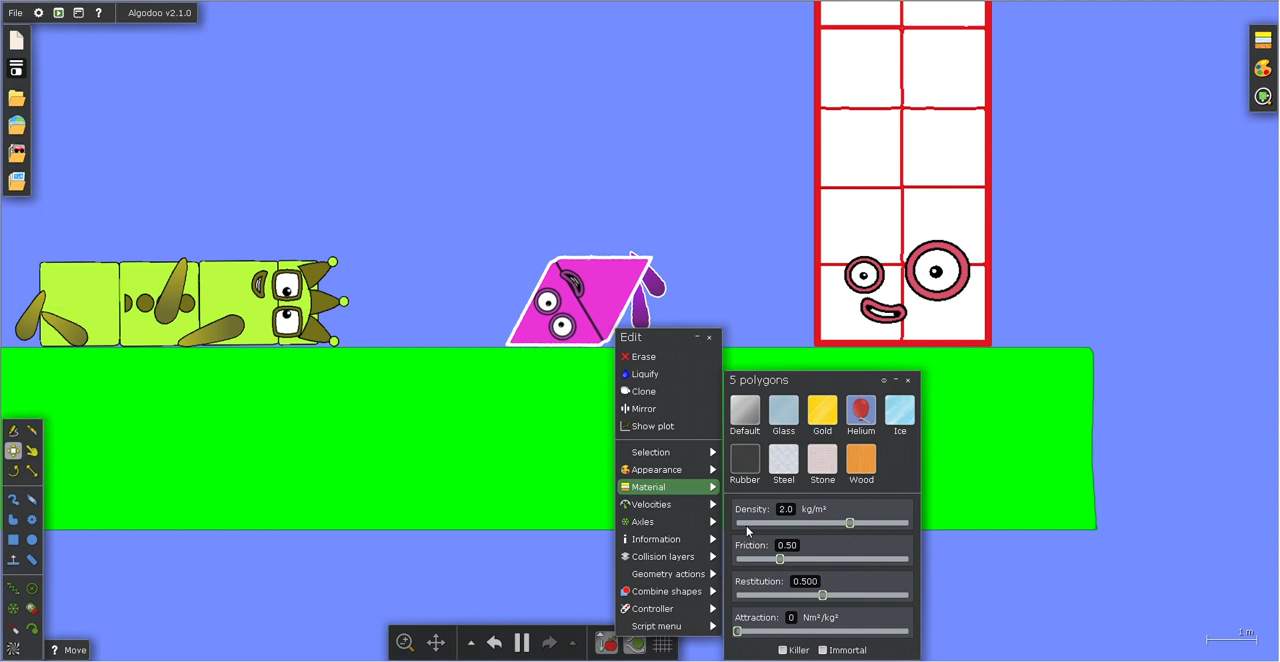 File ? Algodoo v2.1.0
Edit
Erase
Liquify
Clone
Mirror
Show plot
Selection
Appearance
Material
Velocities
Axles
Information
Collision layers
Geometry actions
Combine shapes
Controller
Script menu
5 polygons
Default Glass Gold Helium Ice
Rubber Steel Stone Wood
Density: 2.0 kg/m²
Friction: 0.50
Restitution: 0.500
Attraction: 0 Nm²/kg²
Killer Immortal
? Move
1 m